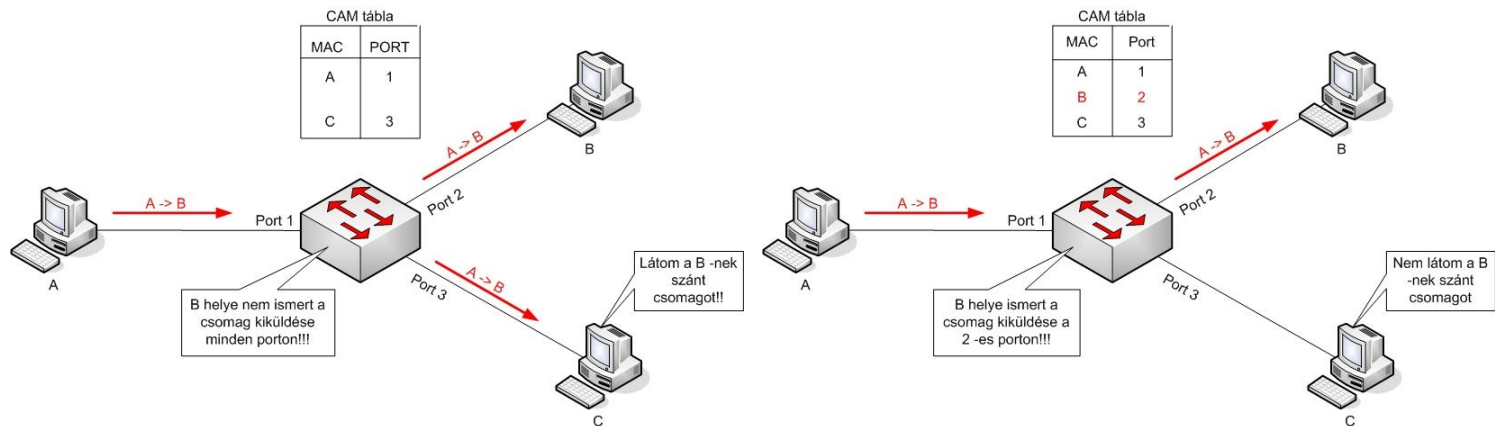 CAM tábla
MAC PORT
A 1
C 3
A -> B
B
A -> B
Port 1
Port 2
A
A -> B
Port 3
B helye nem ismert a
csomag kiküldése
minden porton!!!
Látom a B -nek
szánt
csomagot!!
C
CAM tábla
MAC Port
A 1
B 2
C 3
A -> B
B
A -> B
Port 1
Port 2
A
Port 3
B helye ismert a
csomag kiküldése a
2 -es porton!!!
Nem látom a B
-nek szánt
csomagot
C